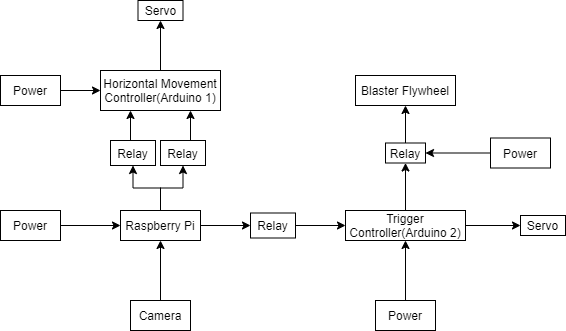 Servo
Power
Horizontal Movement
Controller(Arduino 1)
Blaster Flywheel
Relay
Relay
Relay
Power
Power
Raspberry Pi
Relay
Trigger
Controller(Arduino 2)
Servo
Camera
Power